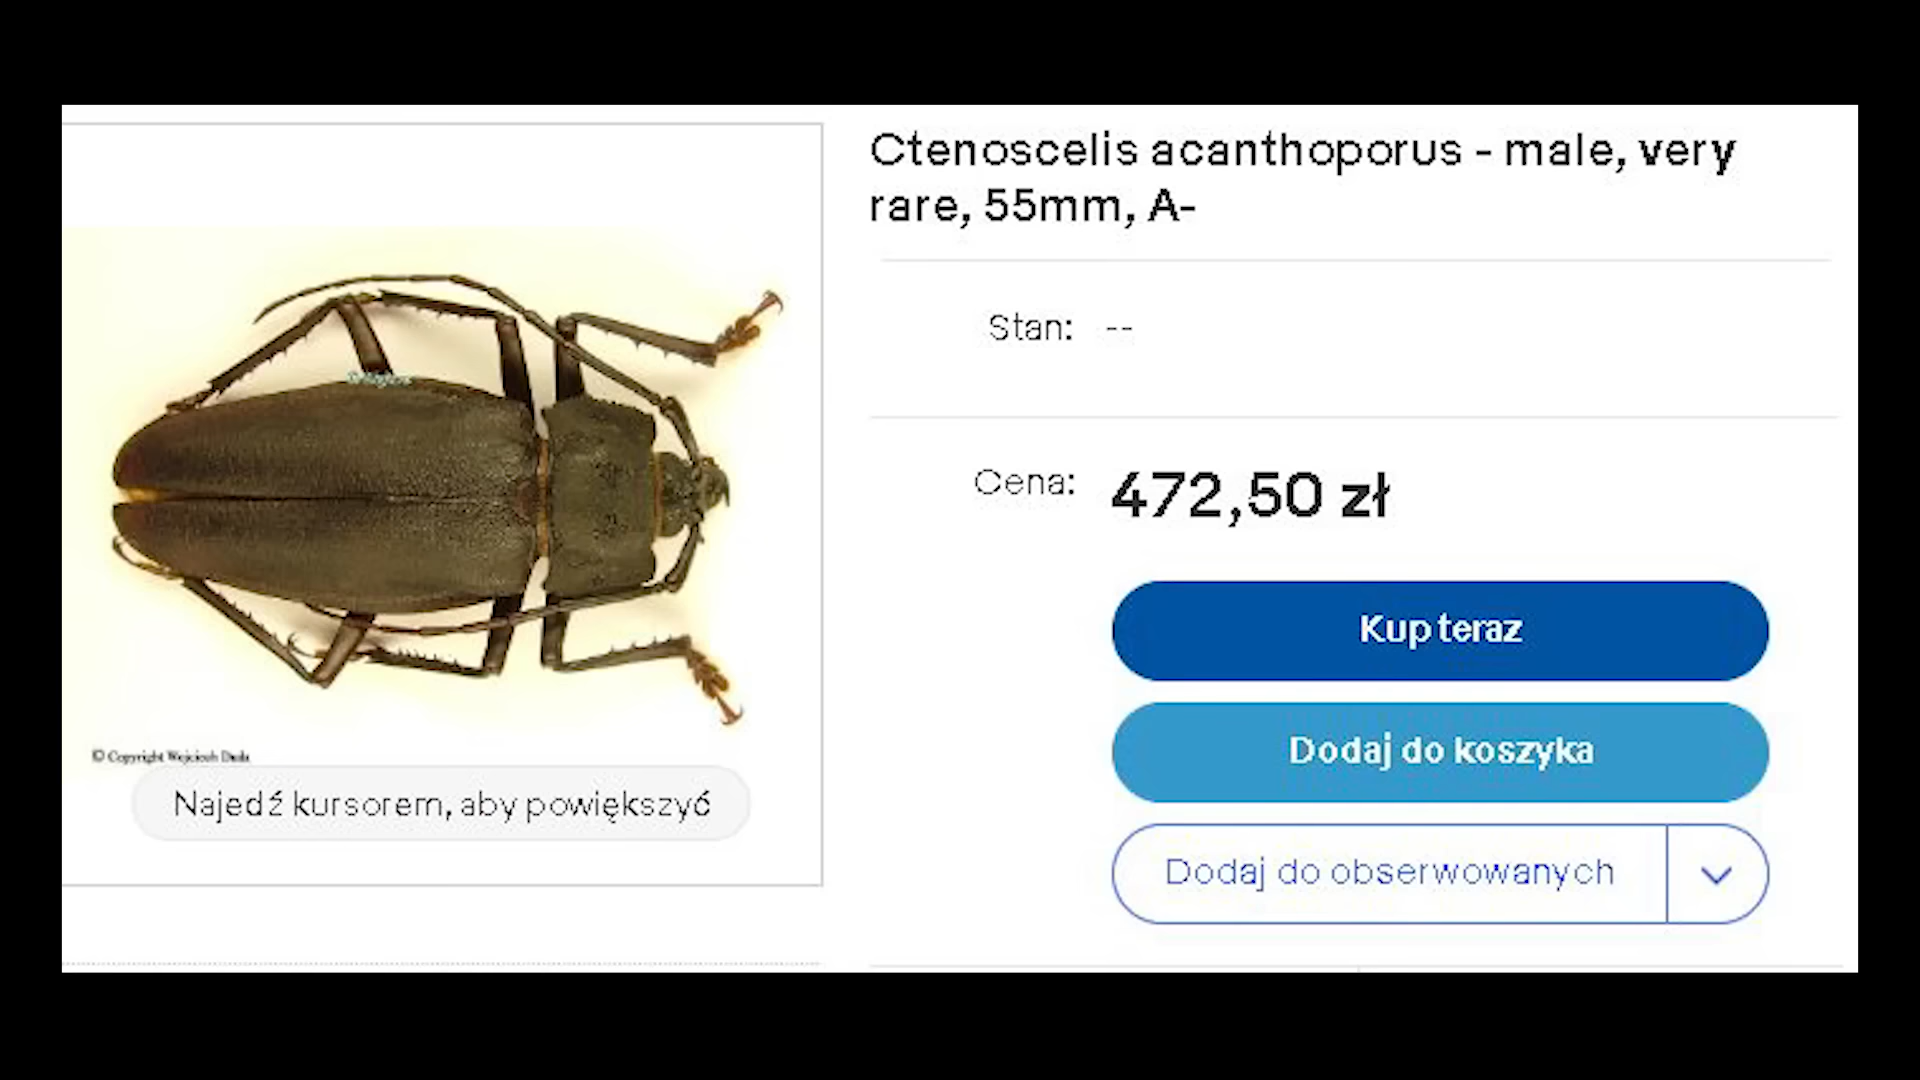 Ctenoscelis acanthoporus - male, very
rare, 55mm, A-
Stan: --
Cena: 472,50 zł
Kup teraz
Dodaj do koszyka
Dodaj do obserwowanych
© Copyright Wojciech Duda
Najedź kursorem, aby powiększyć